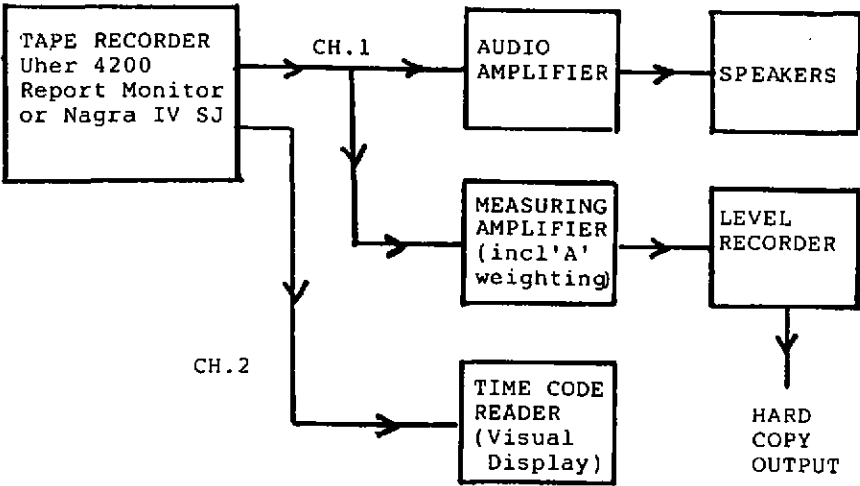 TAPE RECORDER
Uher 4200
Report Monitor
or Nagra IV SJ
CH.1
AUDIO
AMPLIFIER
SPEAKERS
MEASURING
AMPLIFIER
(incl'A'
weighting)
LEVEL
RECORDER
CH.2
TIME CODE
READER
(Visual
Display)
HARD
COPY
OUTPUT